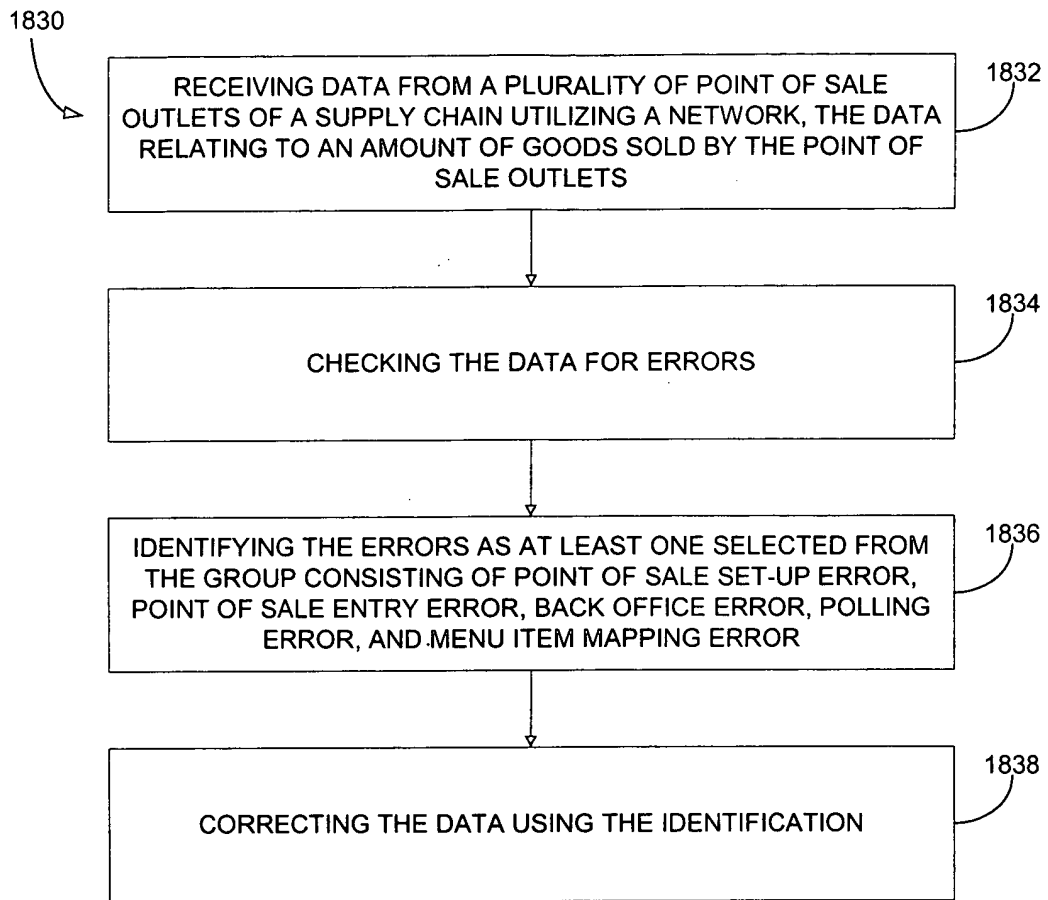 1830
RECEIVING DATA FROM A PLURALITY OF POINT OF SALE
OUTLETS OF A SUPPLY CHAIN UTILIZING A NETWORK, THE DATA
RELATING TO AN AMOUNT OF GOODS SOLD BY THE POINT OF
SALE OUTLETS
1832
CHECKING THE DATA FOR ERRORS
1834
IDENTIFYING THE ERRORS AS AT LEAST ONE SELECTED FROM
THE GROUP CONSISTING OF POINT OF SALE SET-UP ERROR,
POINT OF SALE ENTRY ERROR, BACK OFFICE ERROR, POLLING
ERROR, AND MENU ITEM MAPPING ERROR
1836
CORRECTING THE DATA USING THE IDENTIFICATION
1838